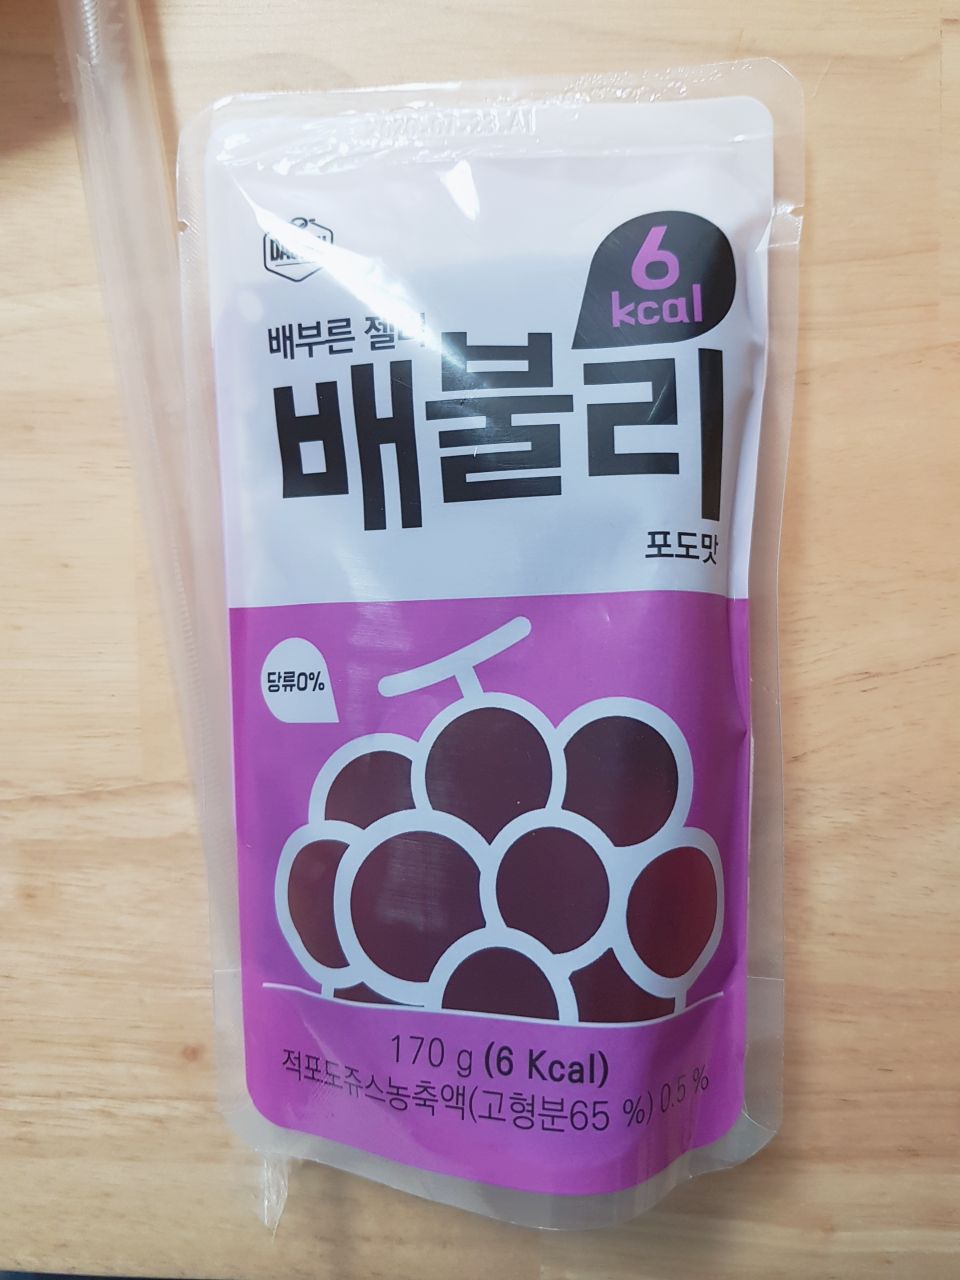 6
kcal
배부른 젤리
배불리
포도맛
당류0%
170 g (6 Kcal)
적포도쥬스농축액(고형분65 %) 0.5 %